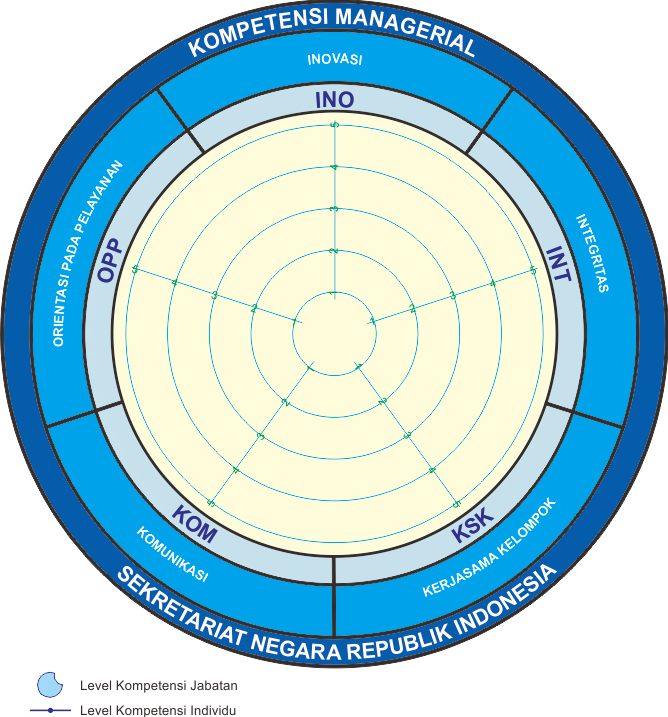 KOMPETENSI MANAGERIAL
INOVASI
INO
ORIENTASI PADA PELAYANAN
OPP
INTEGRITAS
INT
5
4
3
2
1
5
4
3
2
1
2
3
4
5
1
2
3
4
5
1
2
3
4
5
KOM
KOMUNIKASI
KSK
KERJASAMA KELOMPOK
SEKRETARIAT NEGARA REPUBLIK INDONESIA
Level Kompetensi Jabatan
Level Kompetensi Individu